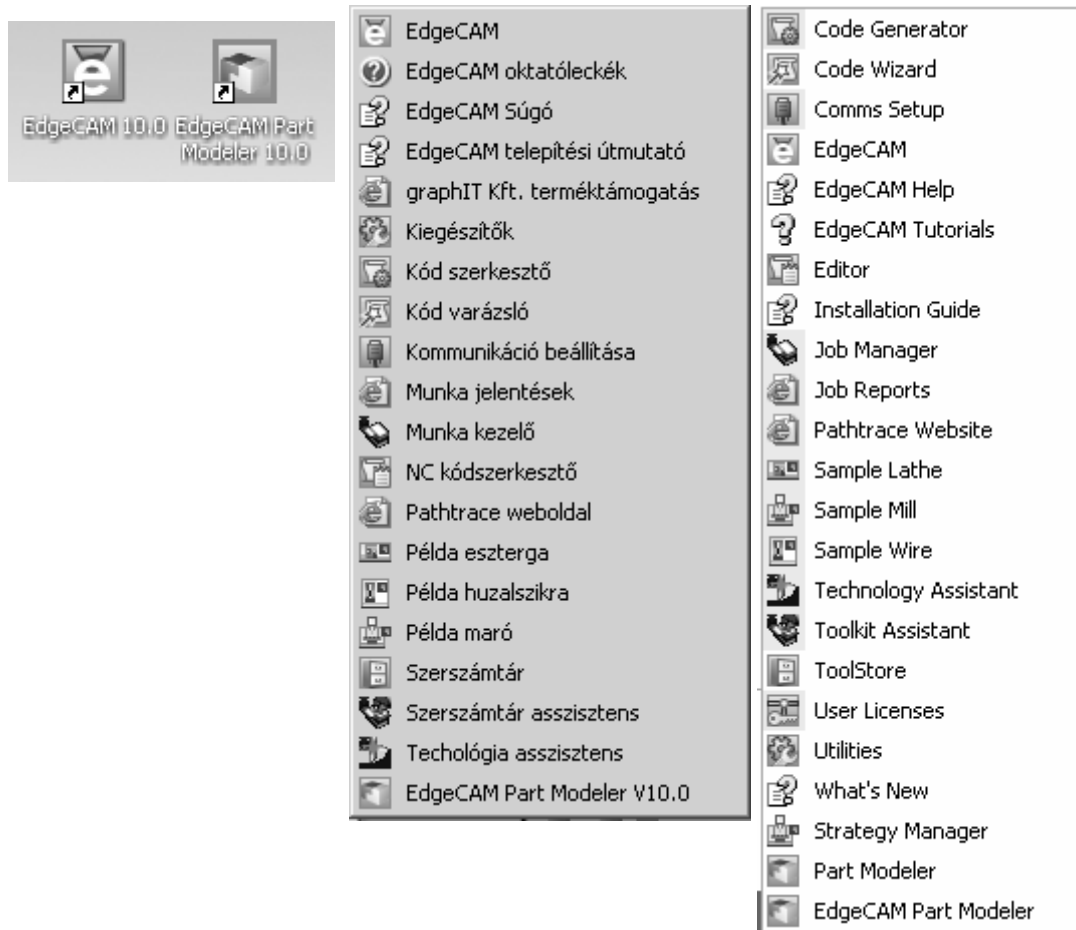 EdgeCAM 10.0
EdgeCAM Part
Modeler 10.0
EdgeCAM
EdgeCAM oktatóleckék
EdgeCAM Súgó
EdgeCAM telepítési útmutató
graphIT Kft. terméktámogatás
Kiegészítők
Kód szerkesztő
Kód varázsló
Kommunikáció beállítása
Munka jelentések
Munka kezelő
NC kódszerkesztő
Pathtrace weboldal
Példa eszterga
Példa huzalszikra
Példa maró
Szerszámtár
Szerszámtár asszisztens
Techológia asszisztens
EdgeCAM Part Modeler V10.0
Code Generator
Code Wizard
Comms Setup
EdgeCAM
EdgeCAM Help
EdgeCAM Tutorials
Editor
Installation Guide
Job Manager
Job Reports
Pathtrace Website
Sample Lathe
Sample Mill
Sample Wire
Technology Assistant
Toolkit Assistant
ToolStore
User Licenses
Utilities
What's New
Strategy Manager
Part Modeler
EdgeCAM Part Modeler